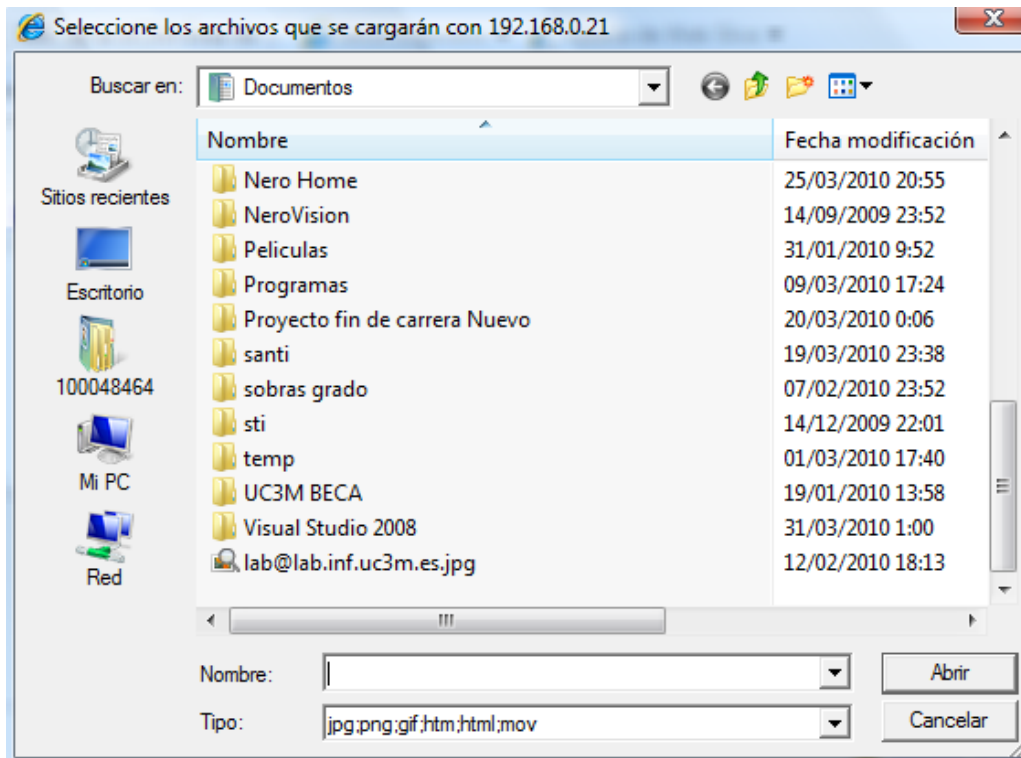 Seleccione los archivos que se cargarán con 192.168.0.21
Buscar en: Documentos
Nombre Fecha modificación
Nero Home 25/03/2010 20:55
NeroVision 14/09/2009 23:52
Peliculas 31/01/2010 9:52
Programas 09/03/2010 17:24
Proyecto fin de carrera Nuevo 20/03/2010 0:06
santi 19/03/2010 23:38
sobras grado 07/02/2010 23:52
sti 14/12/2009 22:01
temp 01/03/2010 17:40
UC3M BECA 19/01/2010 13:58
Visual Studio 2008 31/03/2010 1:00
lab@lab.inf.uc3m.es.jpg 12/02/2010 18:13
Sitios recientes
Escritorio
100048464
Mi PC
Red
Nombre: Abrir
Tipo: jpg;png;gif;htm;html;mov Cancelar